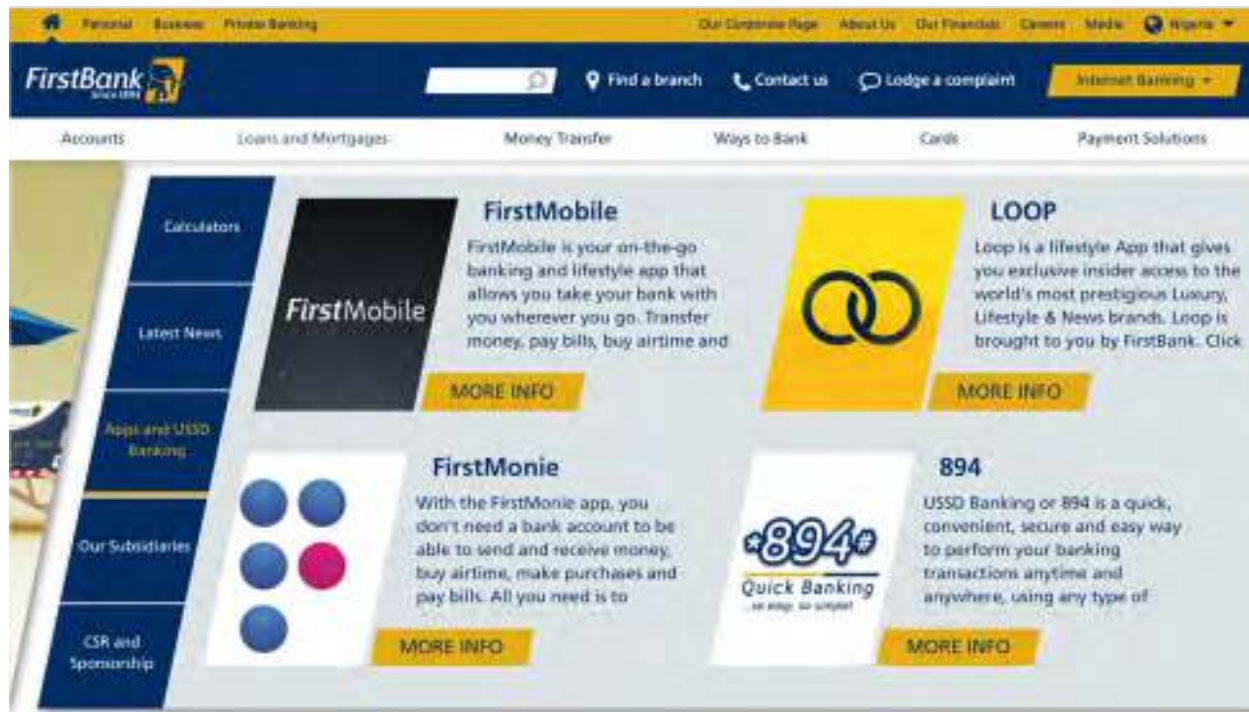 Personal Business Private Banking Our Corporate Page About Us Our Financials Careers Media Nigeria
FirstBank
Since 1894
Find a branch Contact us Lodge a complaint Internet Banking
Accounts Loans and Mortgages Money Transfer Ways to Bank Cards Payment Solutions
Calculators
Latest News
Apps and USSD
Banking
Our Subsidiaries
CSR and
Sponsorship
FirstMobile
FirstMobile
FirstMobile is your on-the-go
banking and lifestyle app that
allows you take your bank with
you wherever you go. Transfer
money, pay bills, buy airtime and
MORE INFO
LOOP
Loop is a lifestyle App that gives
you exclusive insider access to the
world's most prestigious Luxury,
Lifestyle & News brands. Loop is
brought to you by FirstBank. Click
MORE INFO
FirstMonie
With the FirstMonie app, you
don't need a bank account to be
able to send and receive money,
buy airtime, make purchases and
pay bills. All you need is to
MORE INFO
*894#
Quick Banking
...so easy, so simple!
894
USSD Banking or 894 is a quick,
convenient, secure and easy way
to perform your banking
transactions anytime and
anywhere, using any type of
MORE INFO